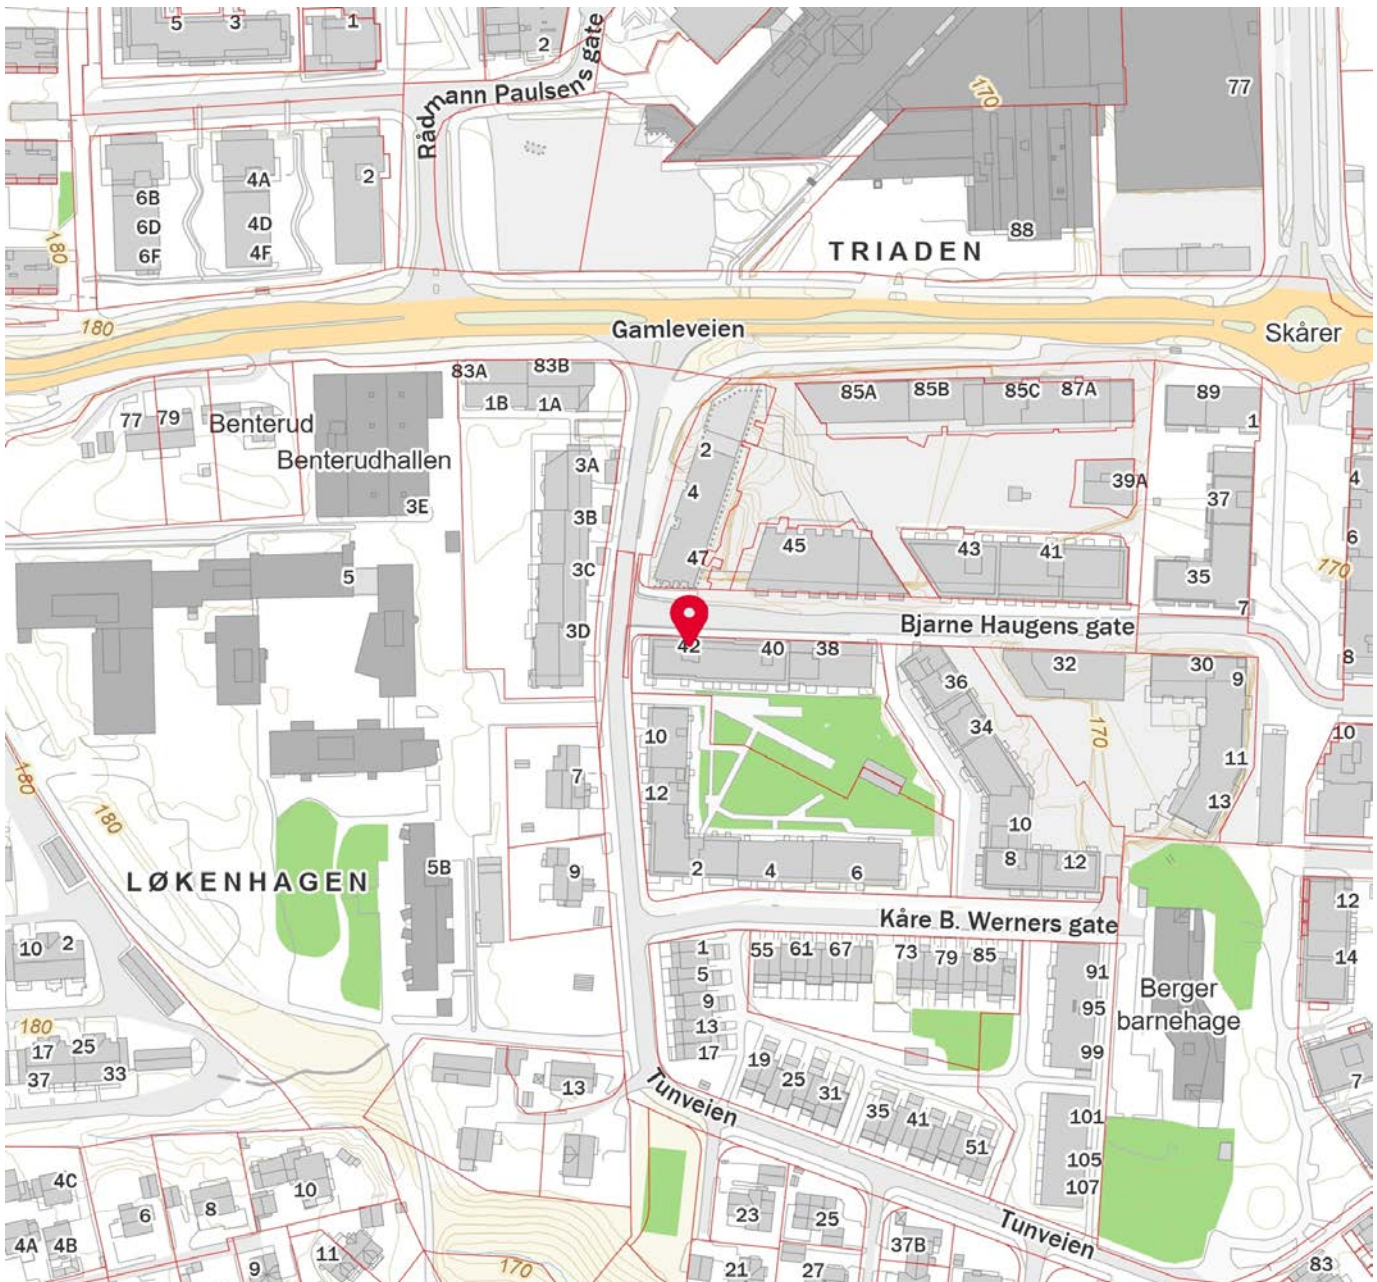 5
3
1
2
Rådmann Paulsens gate
170
77
6B
6D
6F
4A
4D
4F
2
88
TRIADEN
180
180
Gamleveien
Skårer
83A
83B
1B
1A
77
79
Benterud
Benterudhallen
3E
3A
3B
3C
3D
5
2
4
47
85A
85B
85C
87A
89
1
39A
37
4
6
45
43
41
35
7
170
Bjarne Haugens gate
42
40
38
36
34
32
30
9
8
170
10
12
7
10
11
13
10
180
180
LØKENHAGEN
5B
9
2
4
6
8
10
12
Kåre B. Werners gate
12
14
10
2
1
5
9
13
17
55
61
67
73
79
85
91
95
99
Berger
barnehage
180
17
25
37
33
13
Tunveien
19
25
31
35
41
51
101
105
107
7
4C
6
8
10
4A
4B
9
11
170
23
25
21
27
37B
Tunveien
83